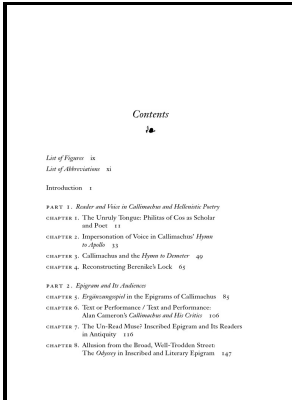 Contents
List of Figures ix
List of Abbreviations xi
Introduction 1
PART 1. Reader and Voice in Callimachus and Hellenistic Poetry
CHAPTER 1. The Unruly Tongue: Philitas of Cos as Scholar
and Poet 11
CHAPTER 2. Impersonation of Voice in Callimachus' Hymn
to Apollo 33
CHAPTER 3. Callimachus and the Hymn to Demeter 49
CHAPTER 4. Reconstructing Berenike's Lock 65
PART 2. Epigram and Its Audiences
CHAPTER 5. Ergänzungsspiel in the Epigrams of Callimachus 85
CHAPTER 6. Text or Performance / Text and Performance:
Alan Cameron's Callimachus and His Critics 106
CHAPTER 7. The Un-Read Muse? Inscribed Epigram and Its Readers
in Antiquity 116
CHAPTER 8. Allusion from the Broad, Well-Trodden Street:
The Odyssey in Inscribed and Literary Epigram 147